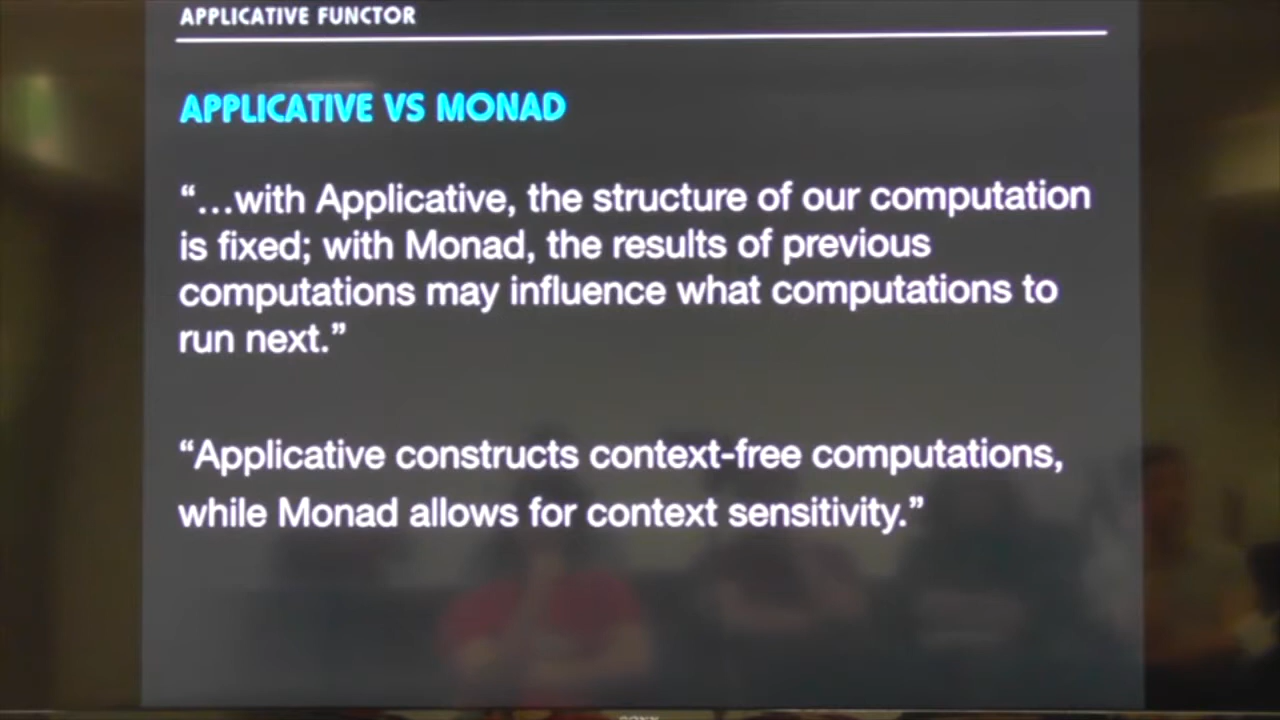 APPLICATIVE FUNCTOR
APPLICATIVE VS MONAD
“…with Applicative, the structure of our computation
is fixed; with Monad, the results of previous
computations may influence what computations to
run next.”
“Applicative constructs context-free computations,
while Monad allows for context sensitivity.”